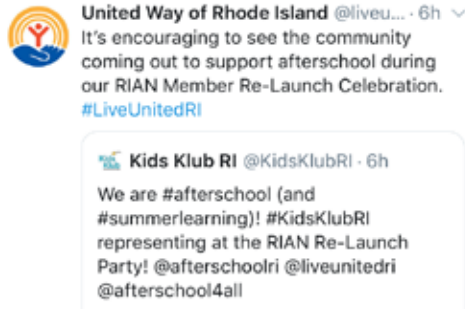 United Way of Rhode Island @liveu... · 6h
It's encouraging to see the community
coming out to support afterschool during
our RIAN Member Re-Launch Celebration.
#LiveUnitedRI
Kids Klub RI @KidsKlubRI · 6h
We are #afterschool (and
#summerlearning)! #KidsKlubRI
representing at the RIAN Re-Launch
Party! @afterschoolri @liveunitedri
@afterschool4all